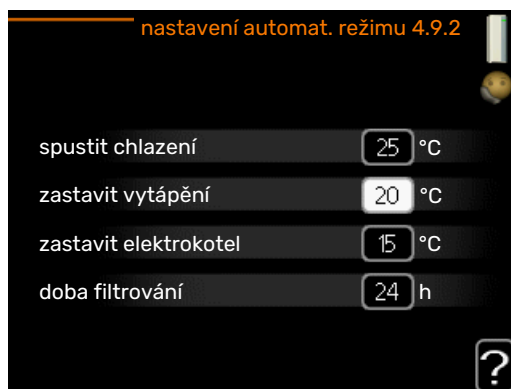 nastavení automat. režimu 4.9.2
spustit chlazení 25 °C
zastavit vytápění 20 °C
zastavit elektrokotel 15 °C
doba filtrování 24 h
?